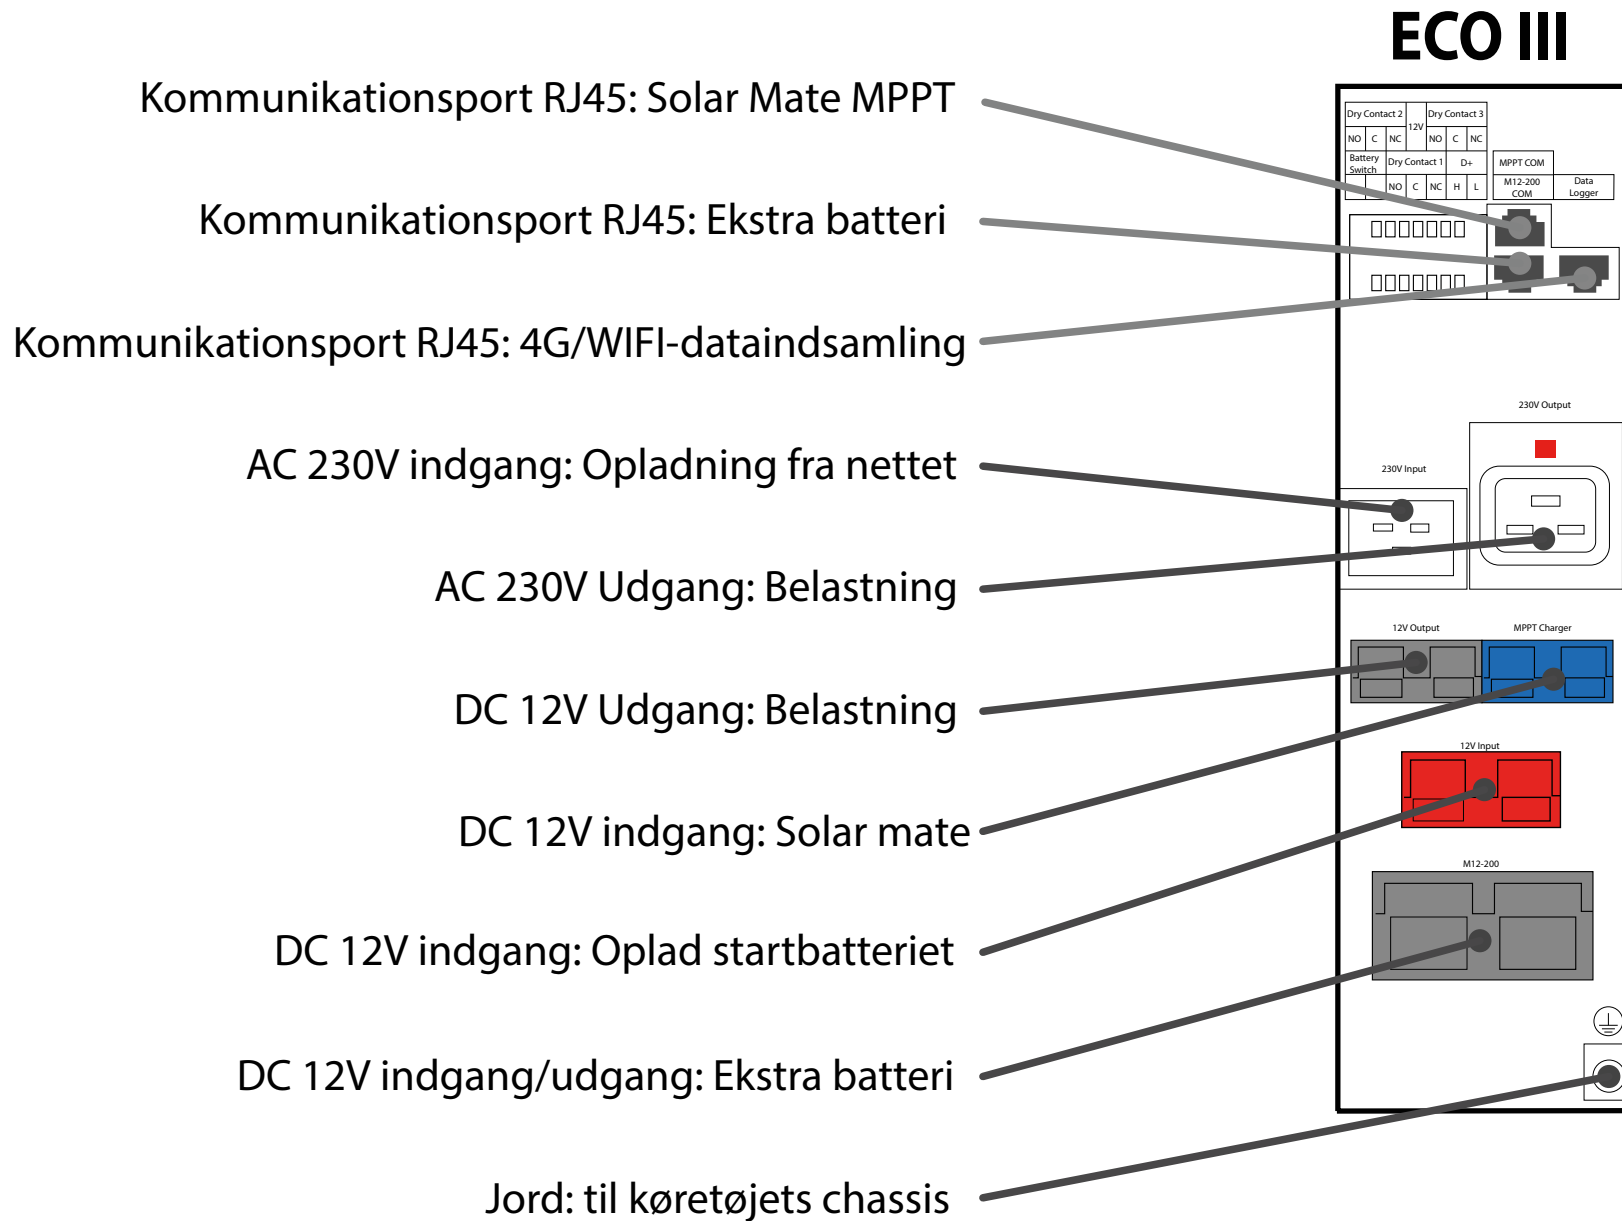 ECO III
Kommunikationsport RJ45: Solar Mate MPPT
Dry Contact 2 12V Dry Contact 3
NO C NC NO C NC
Battery Switch Dry Contact 1 D+ MPPT COM
NO C NC H L M12-200 COM Data Logger
Kommunikationsport RJ45: Ekstra batteri
Kommunikationsport RJ45: 4G/WIFI-dataindsamling
230V Output
AC 230V indgang: Opladning fra nettet
230V Input
AC 230V Udgang: Belastning
12V Output MPPT Charger
DC 12V Udgang: Belastning
12V Input
DC 12V indgang: Solar mate
M12-200
DC 12V indgang: Oplad startbatteriet
DC 12V indgang/udgang: Ekstra batteri
Jord: til køretøjets chassis